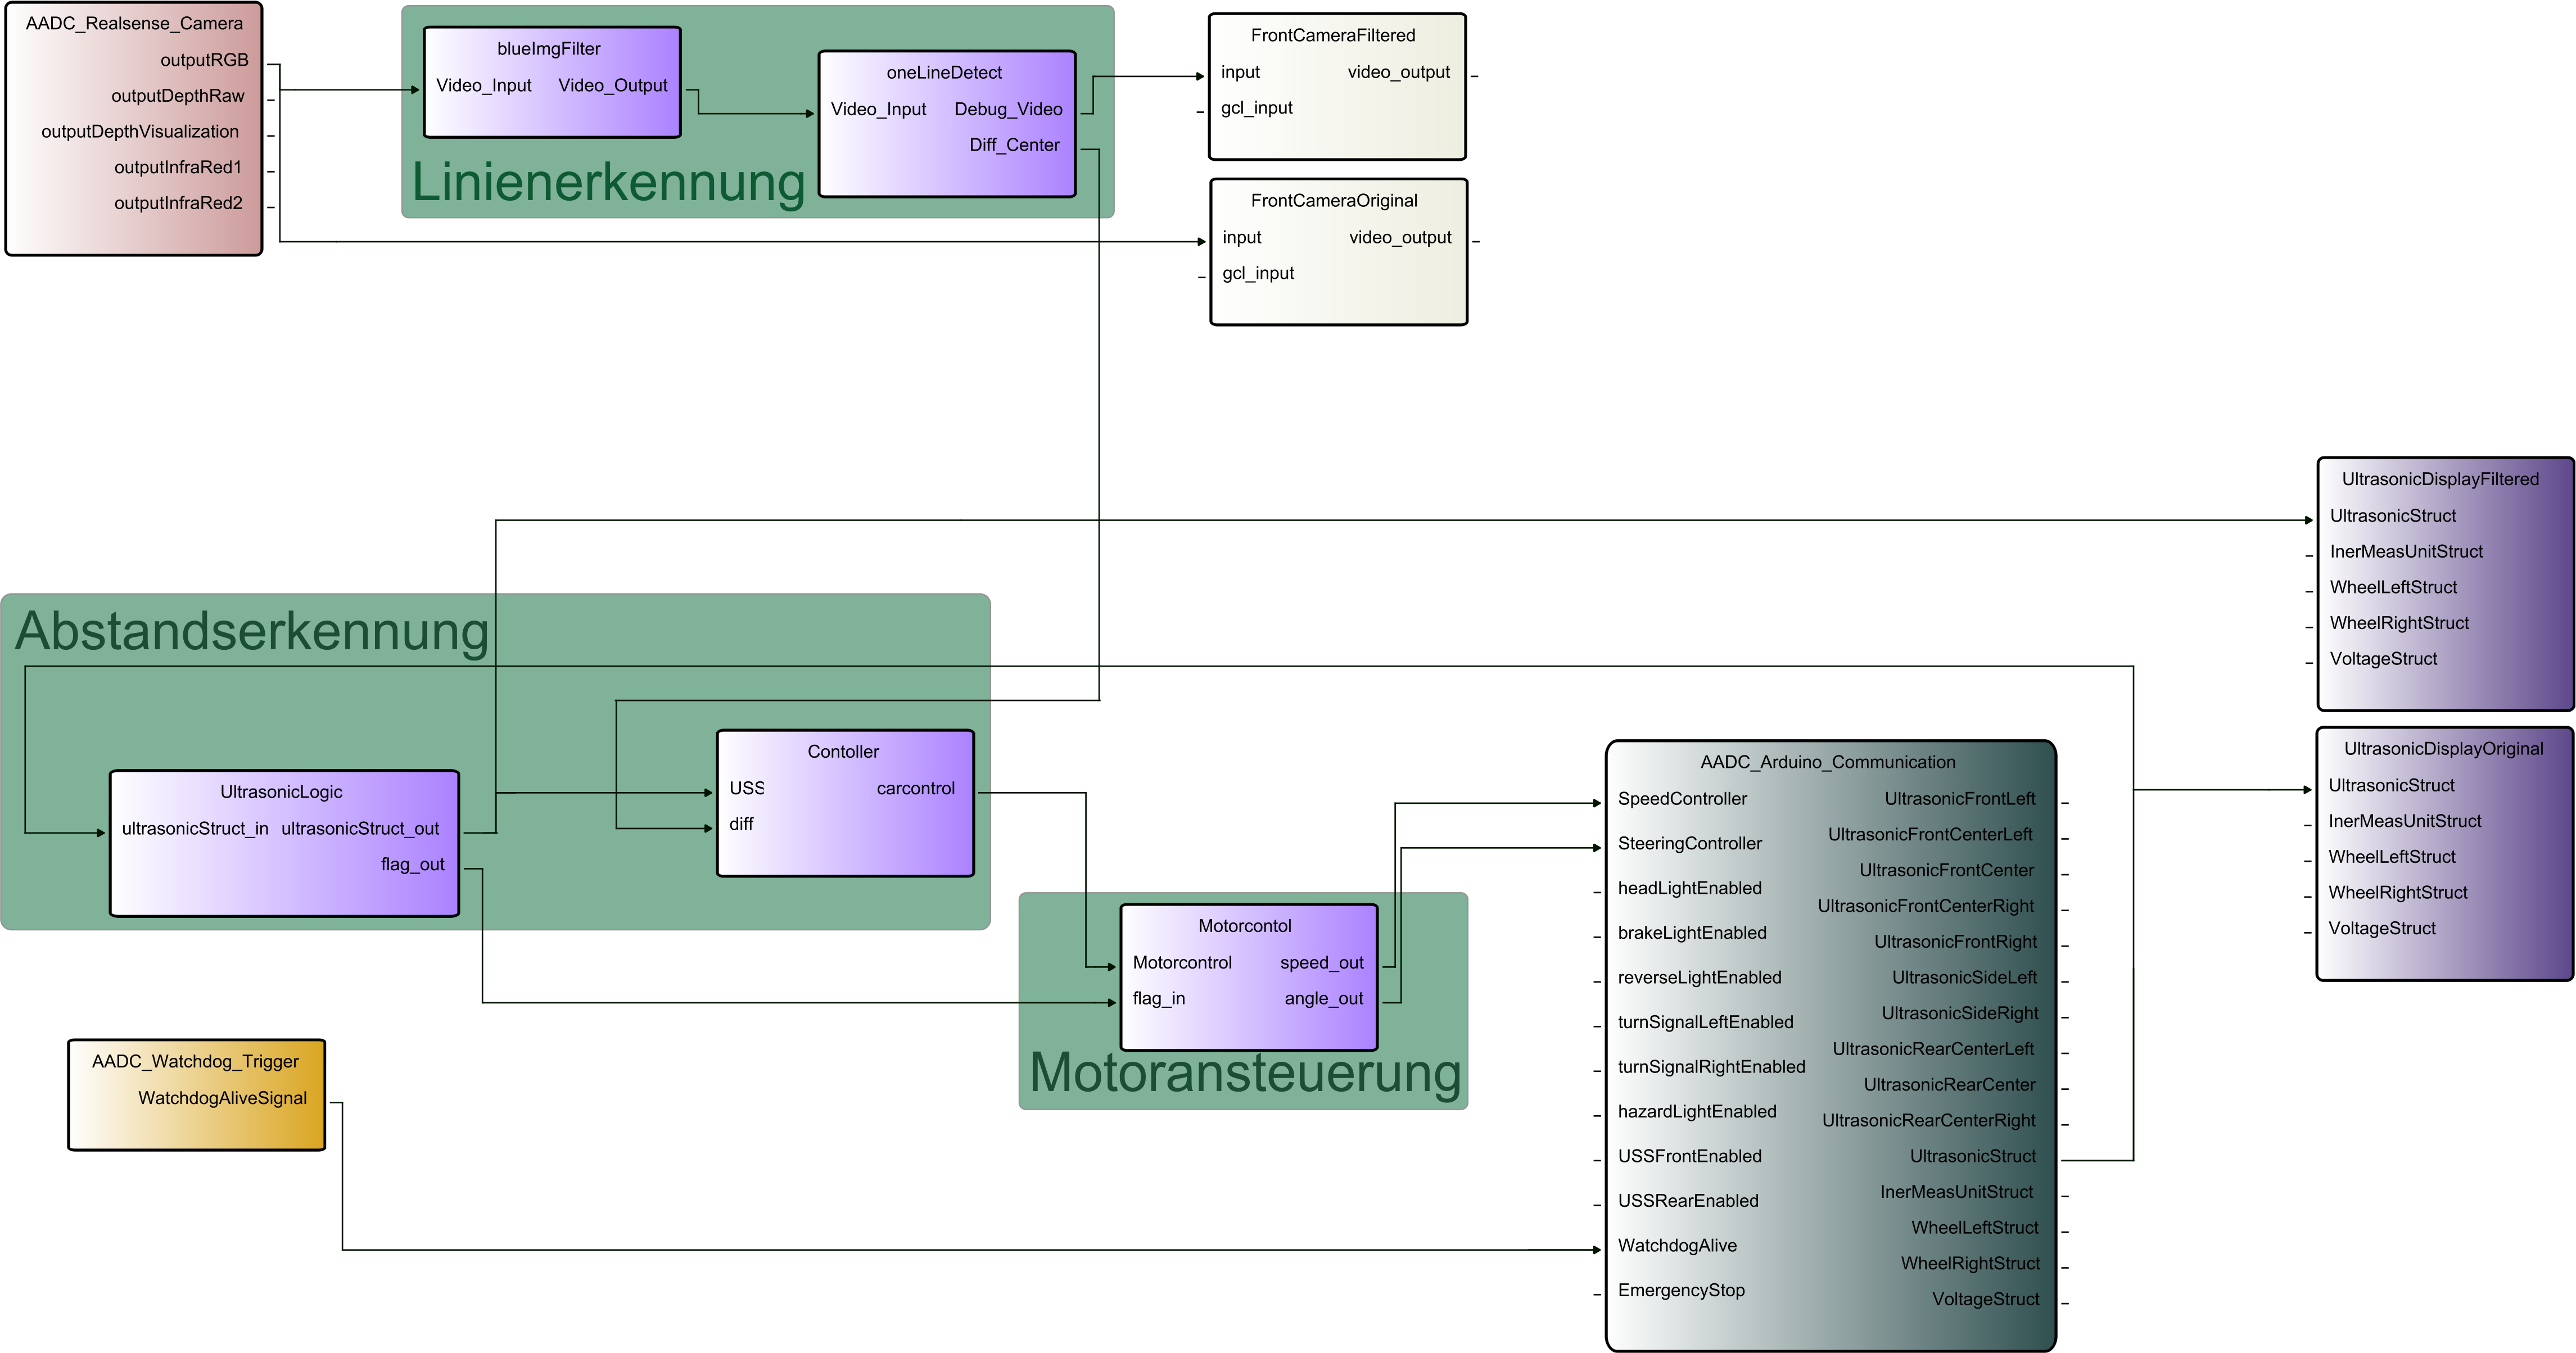 AADC_Realsense_Camera
outputRGB
outputDepthRaw
outputDepthVisualization
outputInfraRed1
outputInfraRed2
blueImgFilter
Video_Input Video_Output
oneLineDetect
Video_Input Debug_Video
Diff_Center
Linienerkennung
FrontCameraFiltered
input video_output
gcl_input
FrontCameraOriginal
input video_output
gcl_input
UltrasonicDisplayFiltered
UltrasonicStruct
InerMeasUnitStruct
WheelLeftStruct
WheelRightStruct
VoltageStruct
Abstandserkennung
UltrasonicLogic
ultrasonicStruct_in ultrasonicStruct_out
flag_out
Contoller
USS carcontrol
diff
Motorcontol
Motorcontrol speed_out
flag_in angle_out
Motoransteuerung
AADC_Watchdog_Trigger
WatchdogAliveSignal
AADC_Arduino_Communication
SpeedController
SteeringController
headLightEnabled
brakeLightEnabled
reverseLightEnabled
turnSignalLeftEnabled
turnSignalRightEnabled
hazardLightEnabled
USSFrontEnabled
USSRearEnabled
WatchdogAlive
EmergencyStop
UltrasonicFrontLeft
UltrasonicFrontCenterLeft
UltrasonicFrontCenter
UltrasonicFrontCenterRight
UltrasonicFrontRight
UltrasonicSideLeft
UltrasonicSideRight
UltrasonicRearCenterLeft
UltrasonicRearCenter
UltrasonicRearCenterRight
UltrasonicStruct
InerMeasUnitStruct
WheelLeftStruct
WheelRightStruct
VoltageStruct
UltrasonicDisplayOriginal
UltrasonicStruct
InerMeasUnitStruct
WheelLeftStruct
WheelRightStruct
VoltageStruct